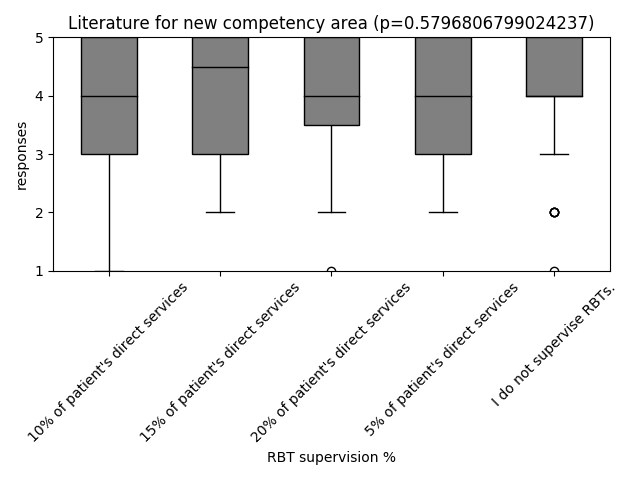 Literature for new competency area (p=0.5796806799024237)
5
4
3
2
1
responses
10% of patient's direct services
15% of patient's direct services
20% of patient's direct services
5% of patient's direct services
I do not supervise RBTs.
RBT supervision %